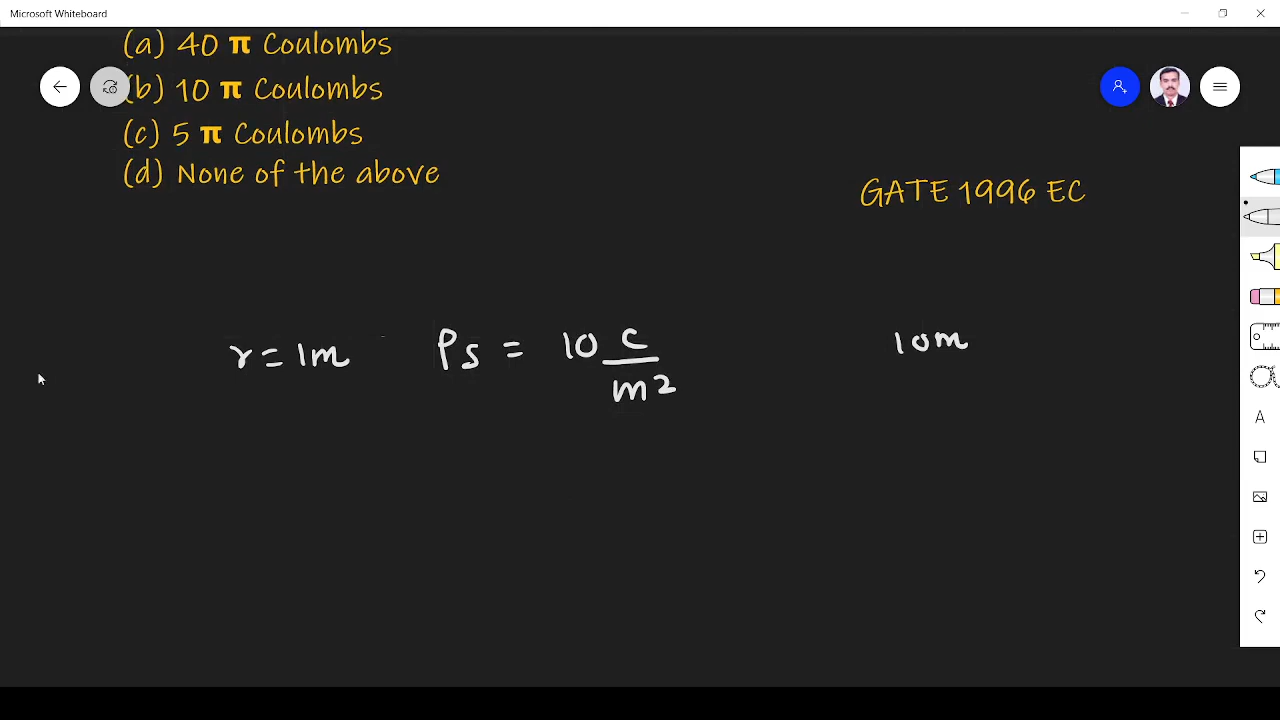 Microsoft Whiteboard
(a) 40 π Coulombs
(b) 10 π Coulombs
(c) 5 π Coulombs
(d) None of the above
GATE 1996 EC
r = 1m ρs = 10 c/m² 10m
A